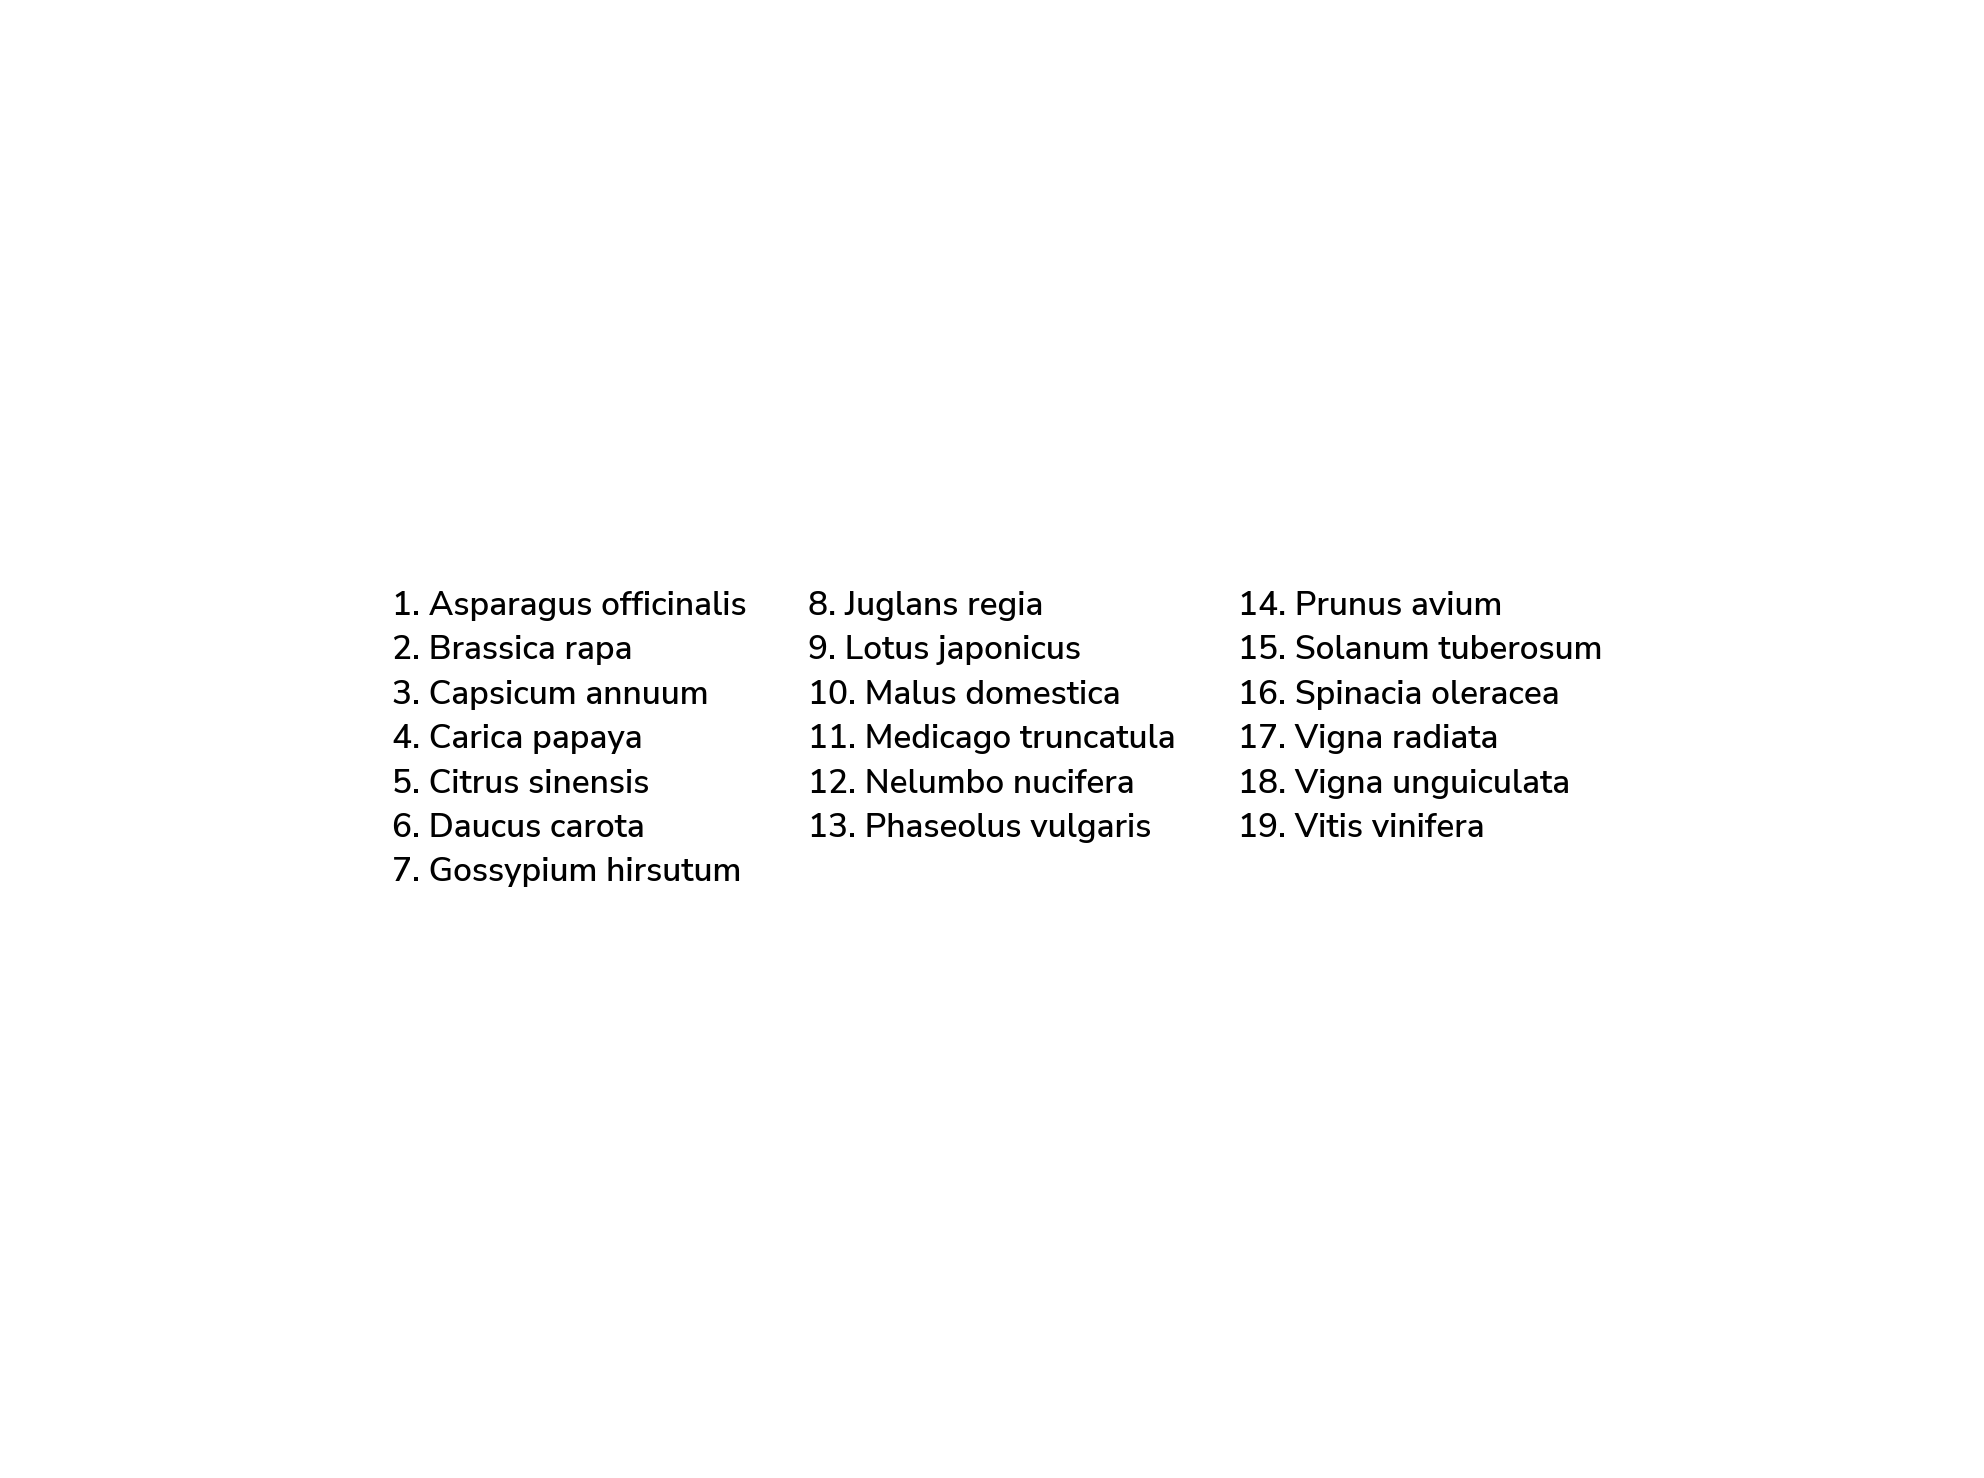 1. Asparagus officinalis
2. Brassica rapa
3. Capsicum annuum
4. Carica papaya
5. Citrus sinensis
6. Daucus carota
7. Gossypium hirsutum
8. Juglans regia
9. Lotus japonicus
10. Malus domestica
11. Medicago truncatula
12. Nelumbo nucifera
13. Phaseolus vulgaris
14. Prunus avium
15. Solanum tuberosum
16. Spinacia oleracea
17. Vigna radiata
18. Vigna unguiculata
19. Vitis vinifera